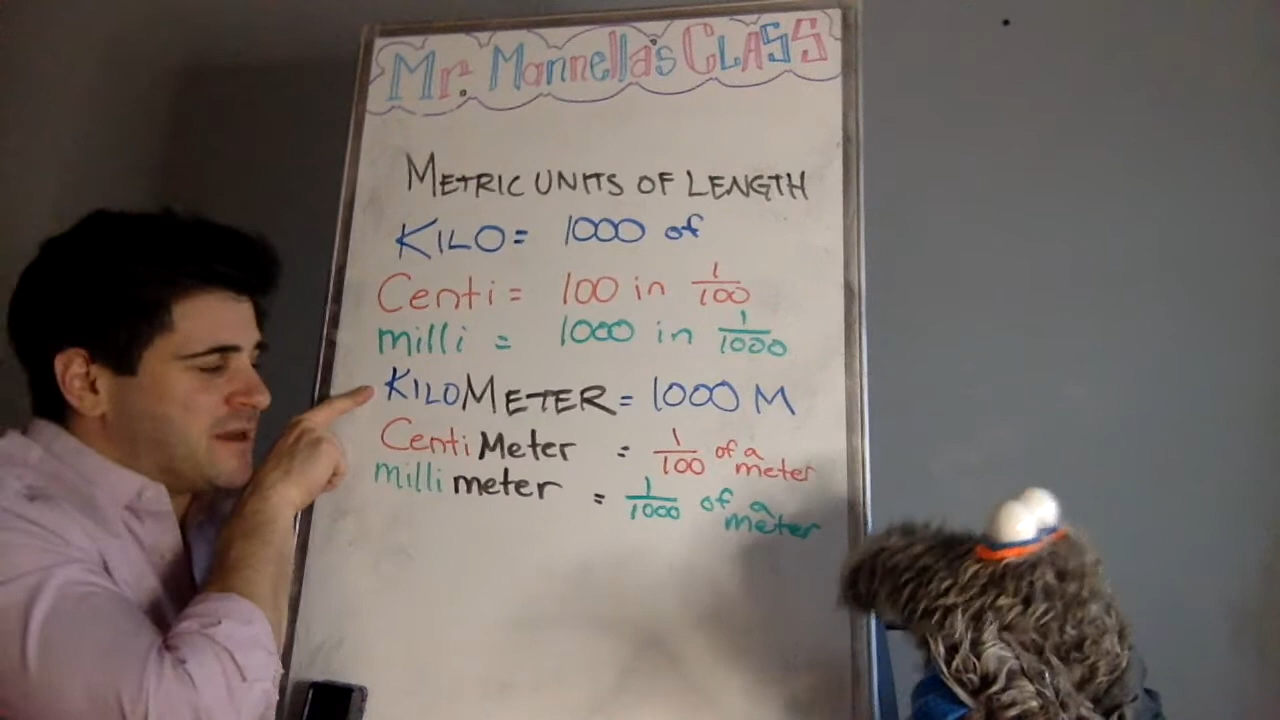 Mr. Mannella's CLASS
METRIC UNITS OF LENGTH
KILO = 1000 of
Centi = 100 in 1/100
milli = 1000 in 1/1000
KILOMETER = 1000 M
CentiMeter = 1/100 of a meter
millimeter = 1/1000 of a meter